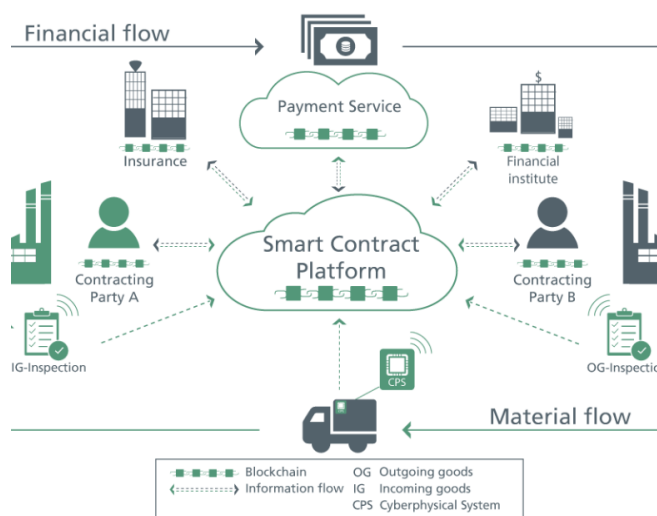 Financial flow
Payment Service
Insurance
$
Financial
institute
Smart Contract
Platform
Contracting
Party A
Contracting
Party B
IG-Inspection
OG-Inspectio
CPS
Material flow
Blockchain
Information flow
OG Outgoing goods
IG Incoming goods
CPS Cyberphysical System